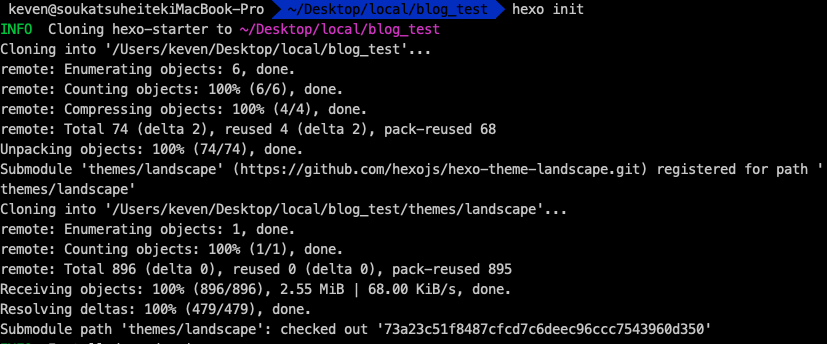 keven@soukatsuheitekiMacBook-Pro ~/Desktop/local/blog_test hexo init
INFO Cloning hexo-starter to ~/Desktop/local/blog_test
Cloning into '/Users/keven/Desktop/local/blog_test'...
remote: Enumerating objects: 6, done.
remote: Counting objects: 100% (6/6), done.
remote: Compressing objects: 100% (4/4), done.
remote: Total 74 (delta 2), reused 4 (delta 2), pack-reused 68
Unpacking objects: 100% (74/74), done.
Submodule 'themes/landscape' (https://github.com/hexojs/hexo-theme-landscape.git) registered for path '
themes/landscape'
Cloning into '/Users/keven/Desktop/local/blog_test/themes/landscape'...
remote: Enumerating objects: 1, done.
remote: Counting objects: 100% (1/1), done.
remote: Total 896 (delta 0), reused 0 (delta 0), pack-reused 895
Receiving objects: 100% (896/896), 2.55 MiB | 68.00 KiB/s, done.
Resolving deltas: 100% (479/479), done.
Submodule path 'themes/landscape': checked out '73a23c51f8487cfcd7c6deec96ccc7543960d350'